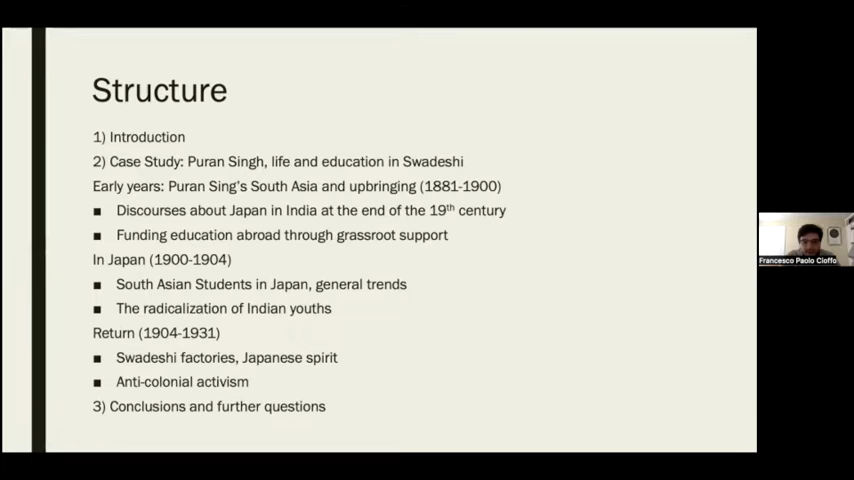 Structure
1) Introduction
2) Case Study: Puran Singh, life and education in Swadeshi
Early years: Puran Sing's South Asia and upbringing (1881-1900)
■ Discourses about Japan in India at the end of the 19th century
■ Funding education abroad through grassroot support
In Japan (1900-1904)
■ South Asian Students in Japan, general trends
■ The radicalization of Indian youths
Return (1904-1931)
■ Swadeshi factories, Japanese spirit
■ Anti-colonial activism
3) Conclusions and further questions
Francesco Paolo Cioffo